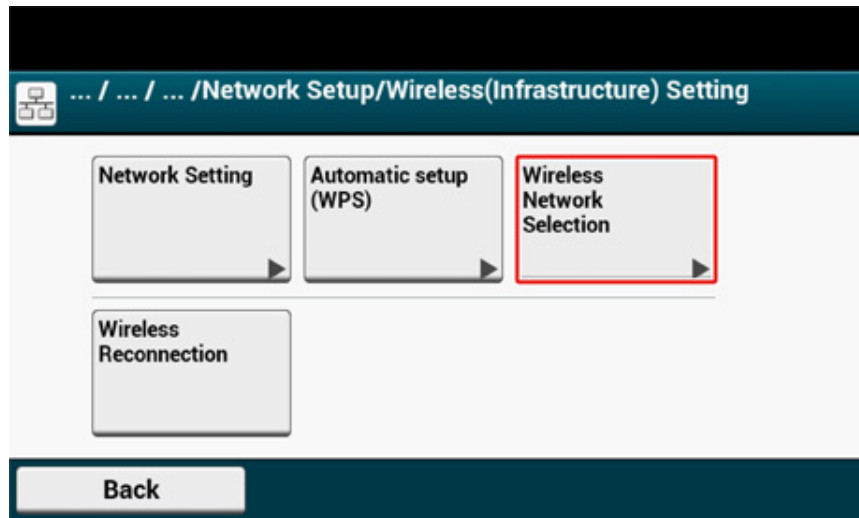 ... / ... / ... /Network Setup/Wireless(Infrastructure) Setting
Network Setting
Automatic setup
(WPS)
Wireless
Network
Selection
Wireless
Reconnection
Back